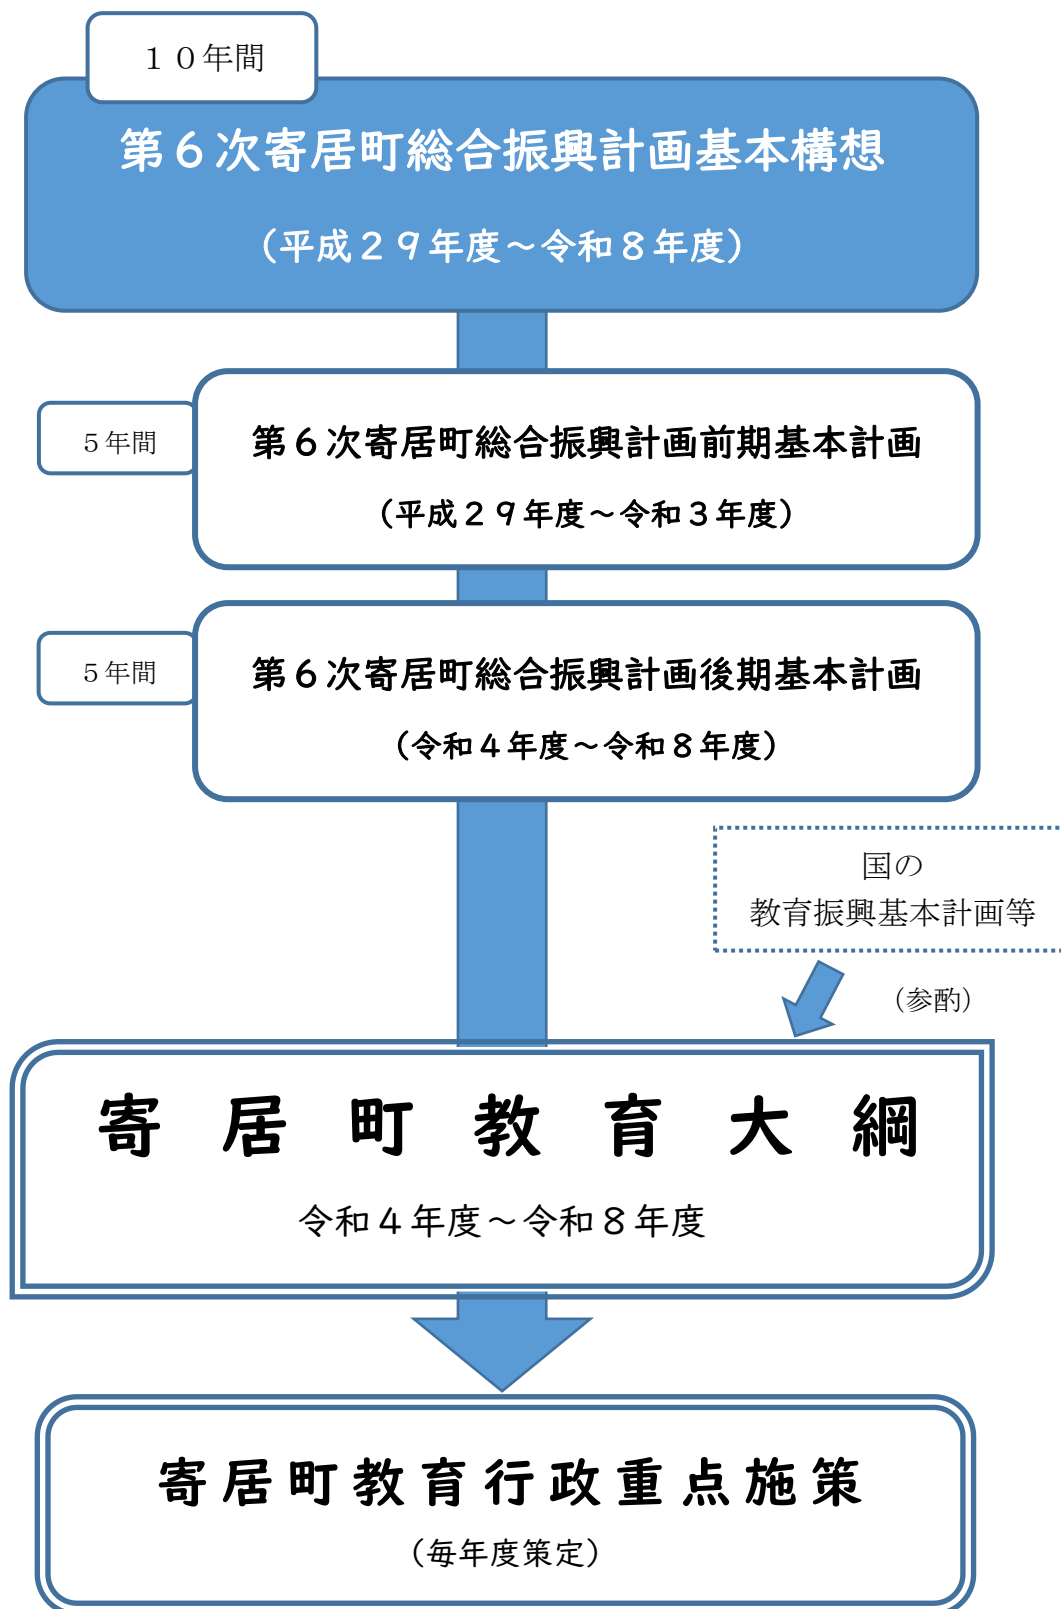 １０年間
第６次寄居町総合振興計画基本構想
（平成２９年度～令和８年度）
５年間
第６次寄居町総合振興計画前期基本計画
（平成２９年度～令和３年度）
５年間
第６次寄居町総合振興計画後期基本計画
（令和４年度～令和８年度）
国の
教育振興基本計画等
（参酌）
寄居町教育大綱
令和４年度～令和８年度
寄居町教育行政重点施策
（毎年度策定）